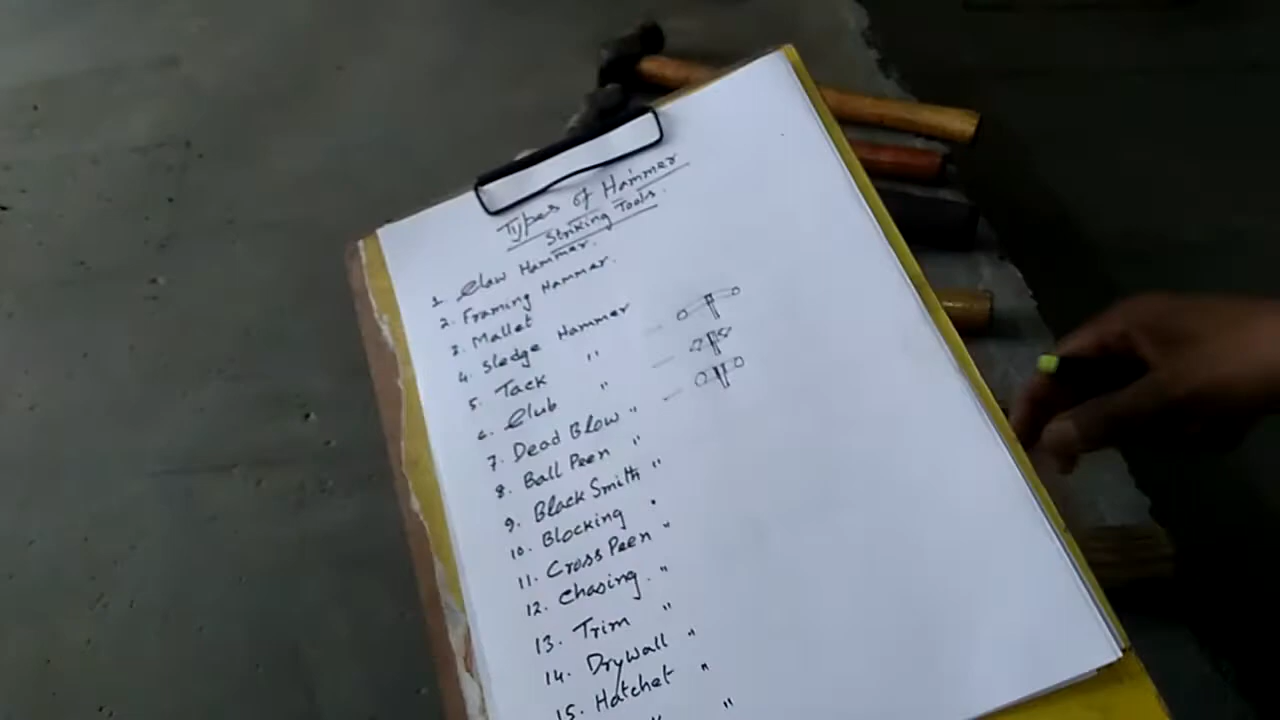 Types of Hammer
Striking Tools.
1. Claw Hammer.
2. Framing Hammer.
3. Mallet
4. Sledge Hammer
5. Tack "
6. Club "
7. Dead Blow "
8. Ball Peen "
9. Black Smith "
10. Blocking "
11. Cross Peen "
12. Chasing. "
13. Trim "
14. Drywall "
15. Hatchet "
"